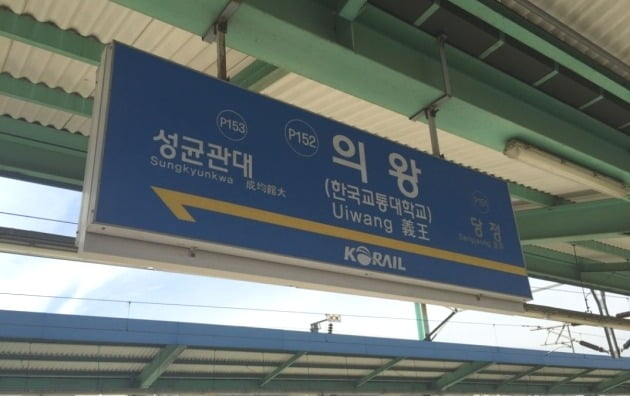 P153
성균관대
Sungkyunkwa 成均館大
P152
의왕
(한국교통대학교)
Uiwang 義王
P151
당정
KORAIL